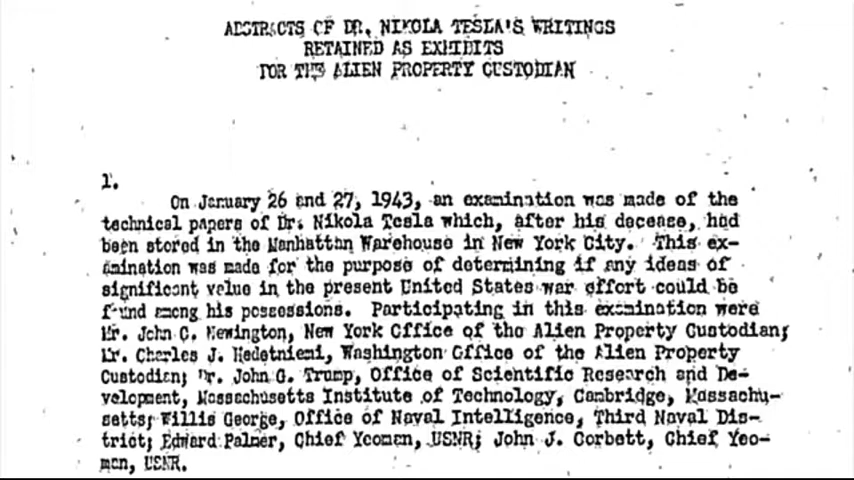 ABSTRACTS OF DR. NIKOLA TESLA'S WRITINGS
RETAINED AS EXHIBITS
FOR THE ALIEN PROPERTY CUSTODIAN
1.
On January 26 and 27, 1943, an examination was made of the
technical papers of Dr. Nikola Tesla which, after his decease, had
been stored in the Manhattan Warehouse in New York City. This ex-
amination was made for the purpose of determining if any ideas of
significant value in the present United States war effort could be
found among his possessions. Participating in this examination were
Mr. John C. Newington, New York Office of the Alien Property Custodian;
Mr. Charles J. Hedetniemi, Washington Office of the Alien Property
Custodian; Dr. John G. Trump, Office of Scientific Research and De-
velopment, Massachusetts Institute of Technology, Cambridge, Massachu-
setts; Willis George, Office of Naval Intelligence, Third Naval Dis-
trict; Edward Palmer, Chief Yeoman, USNR; John J. Corbett, Chief Yeo-
man, USNR.